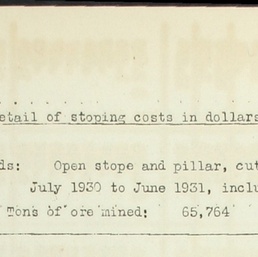 etail of stoping costs in dollars
ds: Open stope and pillar, cut
July 1930 to June 1931, inclu
Tons of ore mined: 65,764